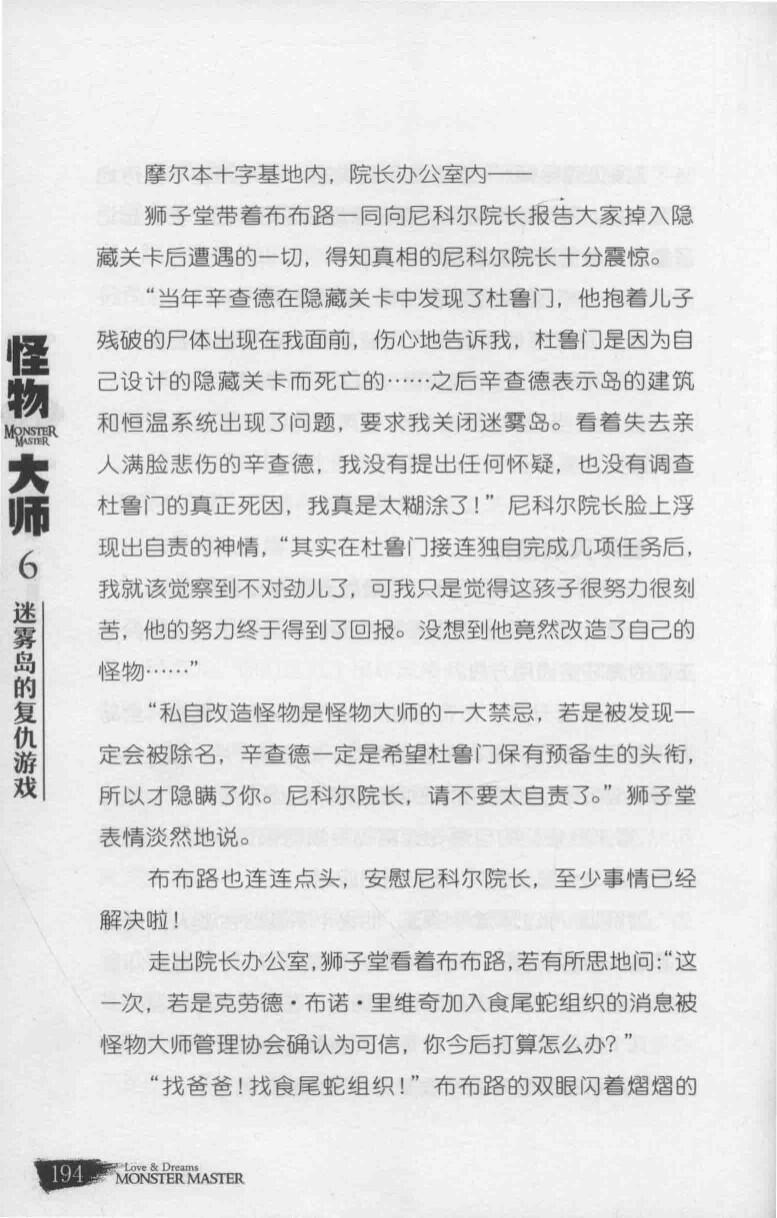 摩尔本十字基地内，院长办公室内——
狮子堂带着布布路一同向尼科尔院长报告大家掉入隐
藏关卡后遭遇的一切，得知真相的尼科尔院长十分震惊。
“当年辛查德在隐藏关卡中发现了杜鲁门，他抱着儿子
残破的尸体出现在我面前，伤心地告诉我，杜鲁门是因为自
己设计的隐藏关卡而死亡的……之后辛查德表示岛的建筑
和恒温系统出现了问题，要求我关闭迷雾岛。看着失去亲
人满脸悲伤的辛查德，我没有提出任何怀疑，也没有调查
杜鲁门的真正死因，我真是太糊涂了！”尼科尔院长脸上浮
现出自责的神情，“其实在杜鲁门接连独自完成几项任务后，
我就该觉察到不对劲儿了，可我只是觉得这孩子很努力很刻
苦，他的努力终于得到了回报。没想到他竟然改造了自己的
怪物……”
“私自改造怪物是怪物大师的一大禁忌，若是被发现一
定会被除名，辛查德一定是希望杜鲁门保有预备生的头衔，
所以才隐瞒了你。尼科尔院长，请不要太自责了。”狮子堂
表情淡然地说。
布布路也连连点头，安慰尼科尔院长，至少事情已经
解决啦！
走出院长办公室，狮子堂看着布布路，若有所思地问：“这
一次，若是克劳德·布诺·里维奇加入食尾蛇组织的消息被
怪物大师管理协会确认为可信，你今后打算怎么办？”
“找爸爸！找食尾蛇组织！”布布路的双眼闪着熠熠的
怪物
MONSTER
MASTER
大师
6
迷雾岛的复仇游戏
194
Love & Dreams
MONSTER MASTER